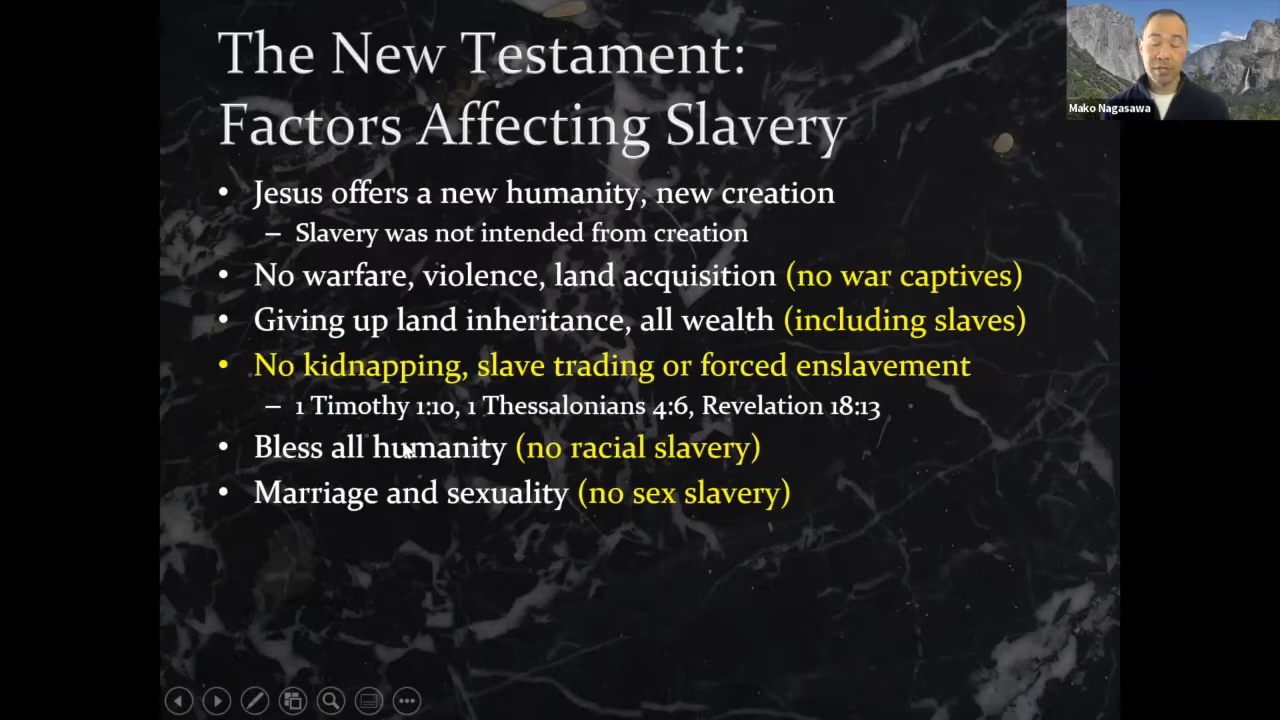 The New Testament:
Factors Affecting Slavery
• Jesus offers a new humanity, new creation
– Slavery was not intended from creation
• No warfare, violence, land acquisition (no war captives)
• Giving up land inheritance, all wealth (including slaves)
• No kidnapping, slave trading or forced enslavement
– 1 Timothy 1:10, 1 Thessalonians 4:6, Revelation 18:13
• Bless all humanity (no racial slavery)
• Marriage and sexuality (no sex slavery)
Mako Nagasawa